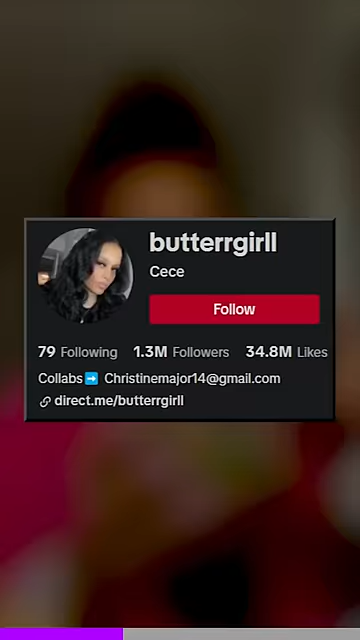 butterrgirll
Cece
Follow
79 Following 1.3M Followers 34.8M Likes
Collabs➡️ Christinemajor14@gmail.com
direct.me/butterrgirll